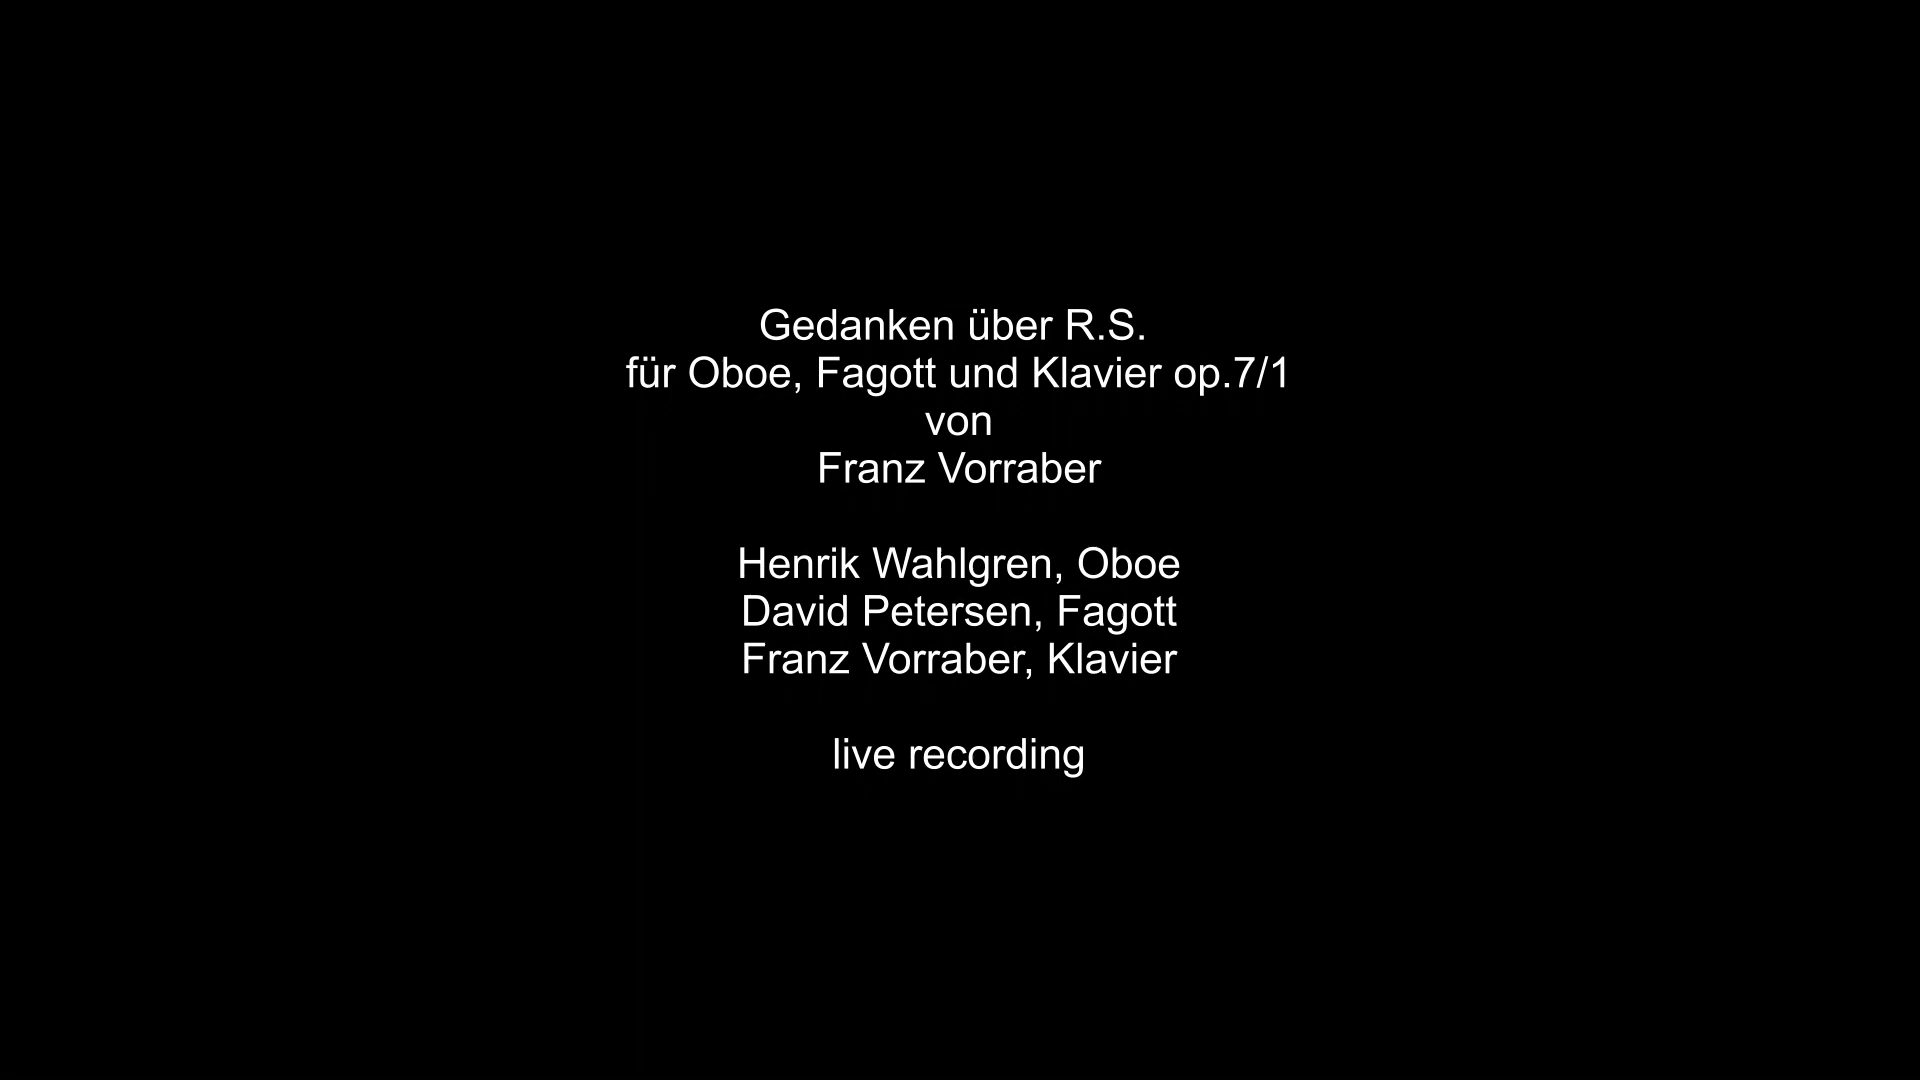 Gedanken über R.S.
für Oboe, Fagott und Klavier op.7/1
von
Franz Vorraber
Henrik Wahlgren, Oboe
David Petersen, Fagott
Franz Vorraber, Klavier
live recording